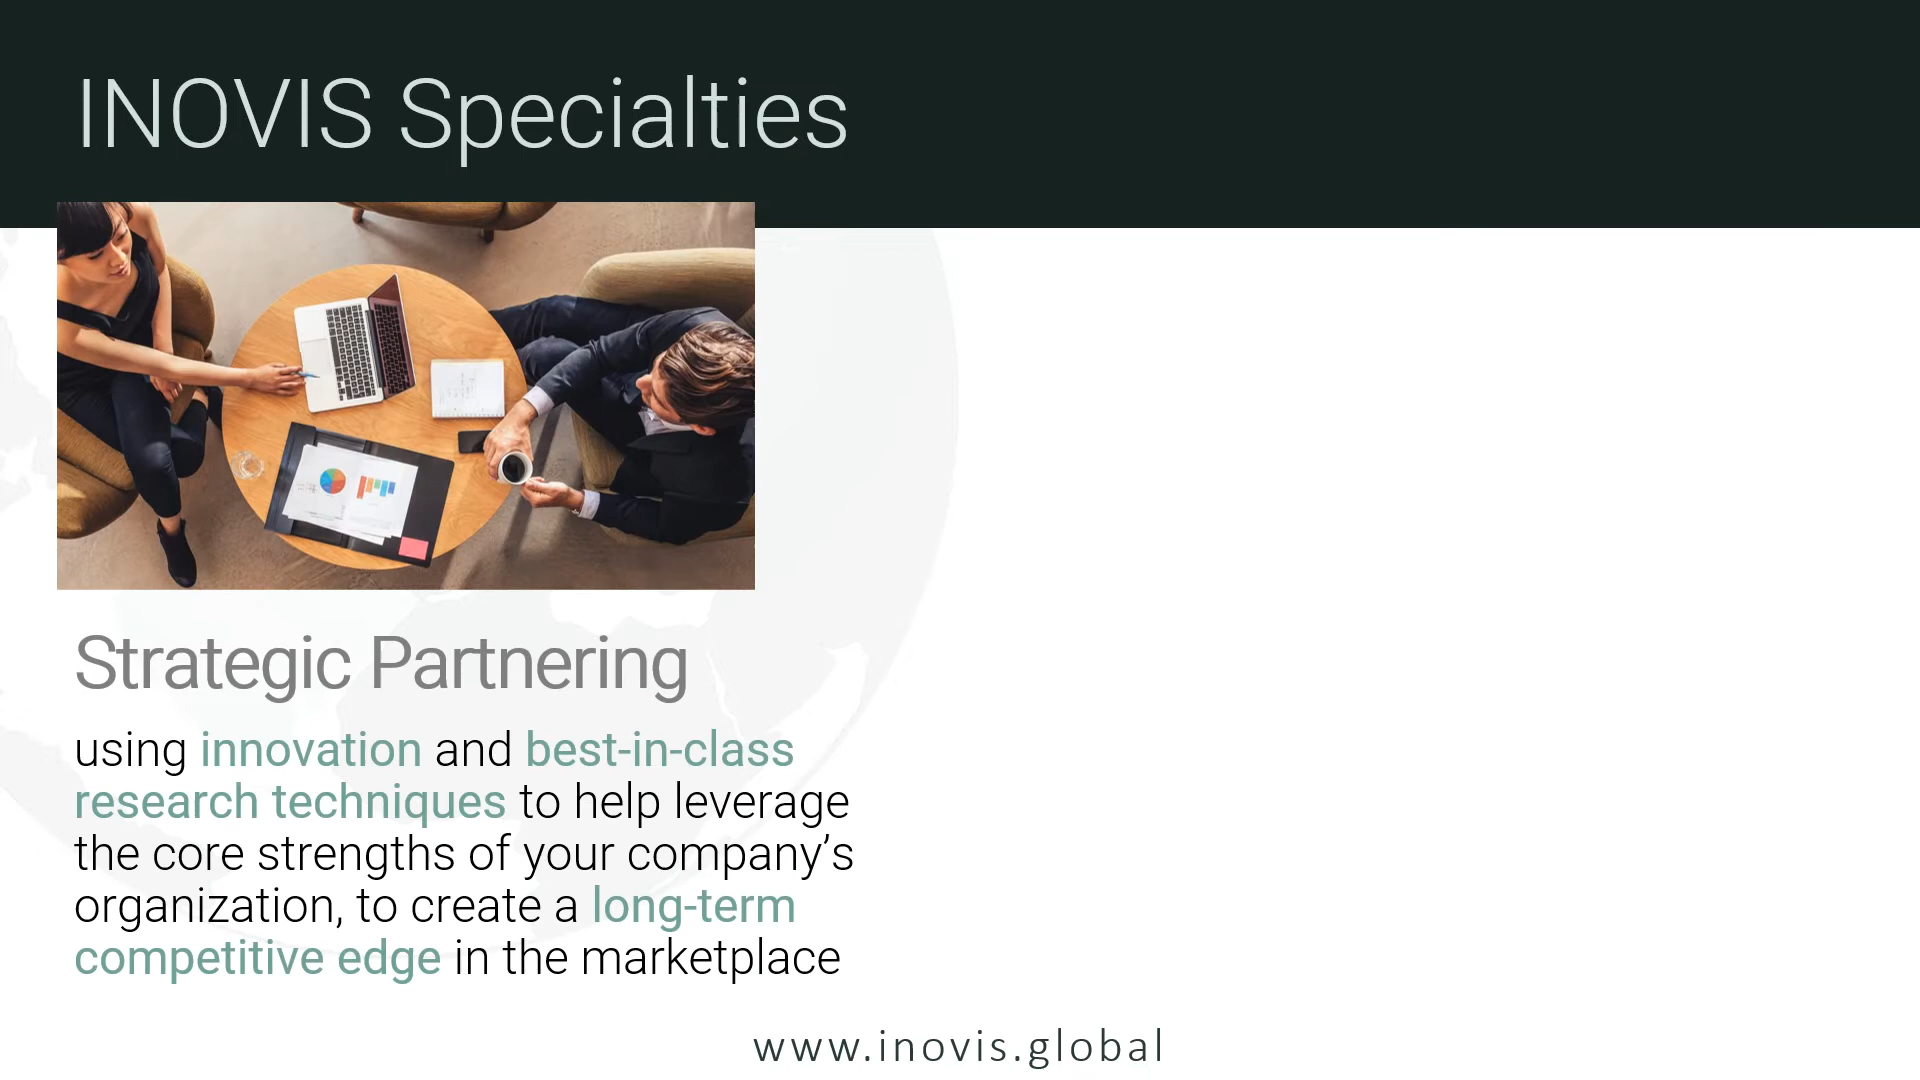 INOVIS Specialties
Strategic Partnering
using innovation and best-in-class
research techniques to help leverage
the core strengths of your company’s
organization, to create a long-term
competitive edge in the marketplace
www.inovis.global